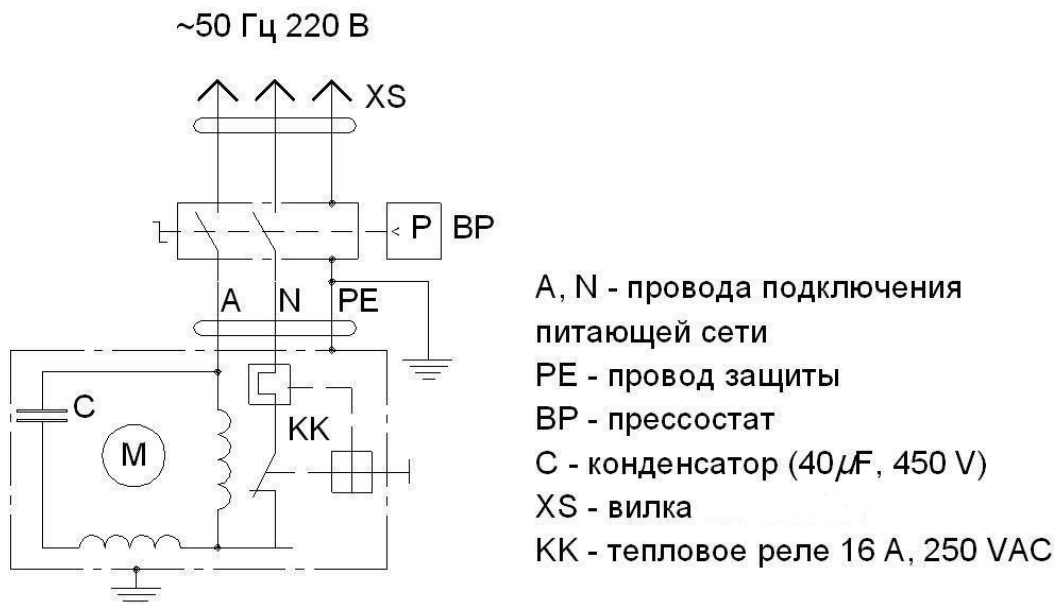 ~50 Гц 220 В
XS
P BP
A N PE
C
KK
M
A, N - провода подключения
питающей сети
PE - провод защиты
BP - прессостат
C - конденсатор (40μF, 450 V)
XS - вилка
KK - тепловое реле 16 A, 250 VAC